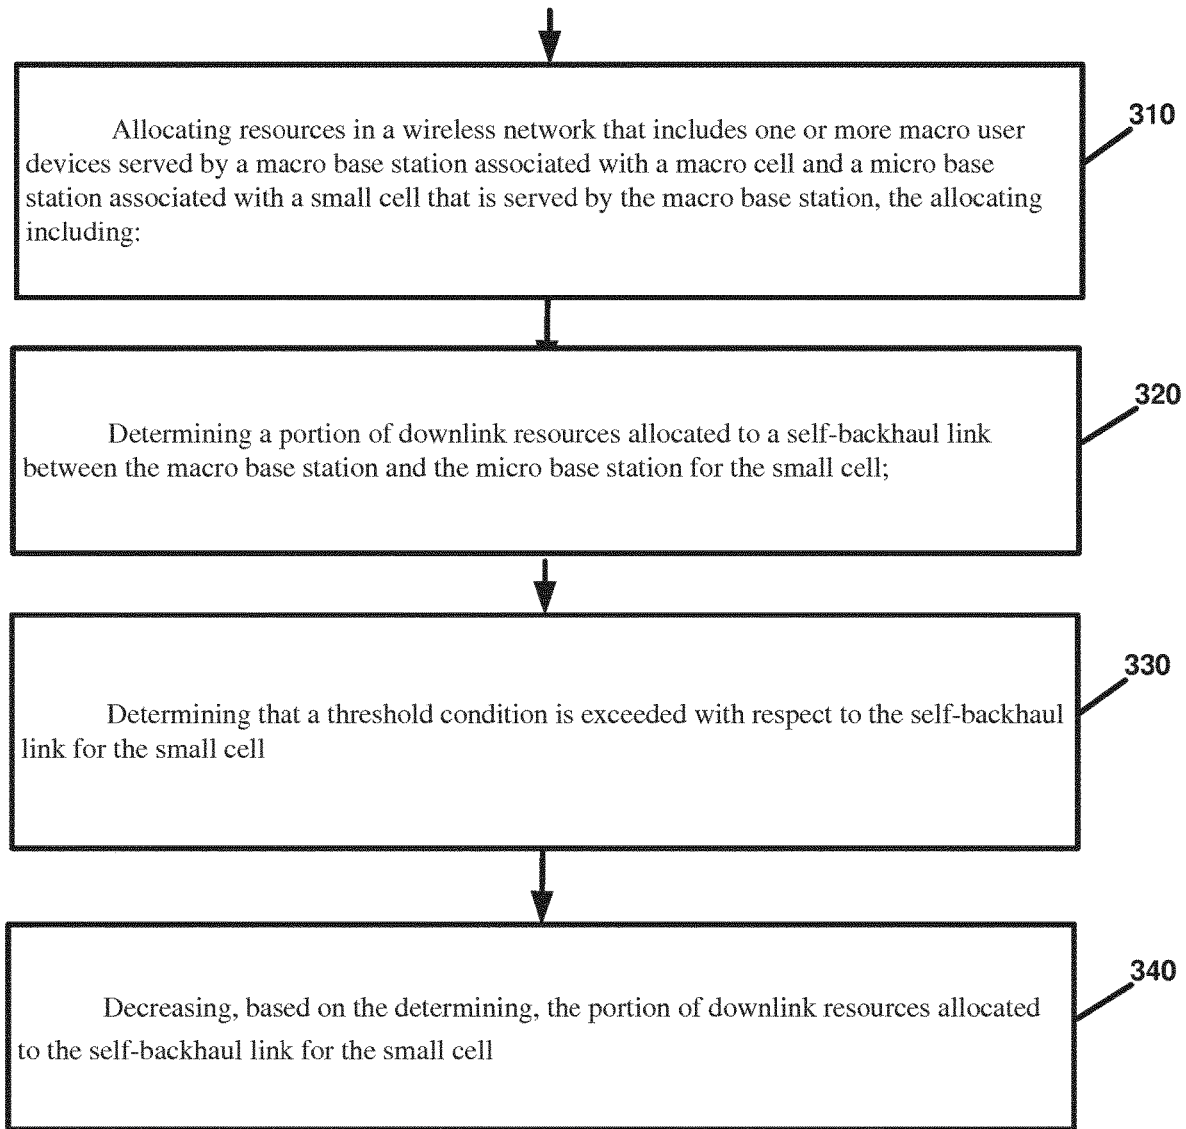 310
Allocating resources in a wireless network that includes one or more macro user
devices served by a macro base station associated with a macro cell and a micro base
station associated with a small cell that is served by the macro base station, the allocating
including:
320
Determining a portion of downlink resources allocated to a self-backhaul link
between the macro base station and the micro base station for the small cell;
330
Determining that a threshold condition is exceeded with respect to the self-backhaul
link for the small cell
340
Decreasing, based on the determining, the portion of downlink resources allocated
to the self-backhaul link for the small cell